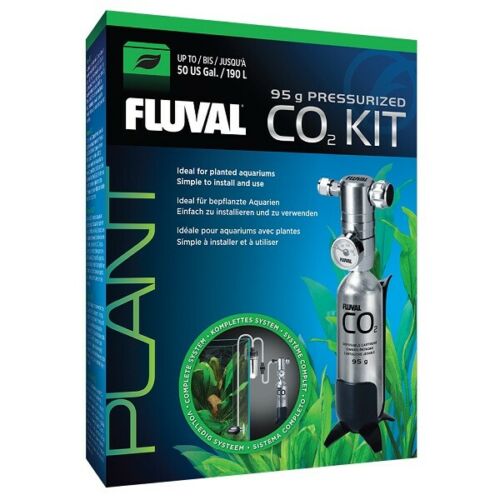 UP TO / BIS / JUSQU'À
50 US Gal. / 190 L
FLUVAL
95 g PRESSURIZED
CO2 KIT
Ideal for planted aquariums
Simple to install and use
Ideal für bepflanzte Aquarien
Einfach zu installieren und zu verwenden
Idéale pour aquariums avec plantes
Simple à installer et à utiliser
PLANT
COMPLETE SYSTEM • KOMPLETTES SYSTEM • SYSTÈME COMPLET • SISTEMA COMPLETO • VOLLEDIG SYSTEEM •
FLUVAL
CO2
95 g